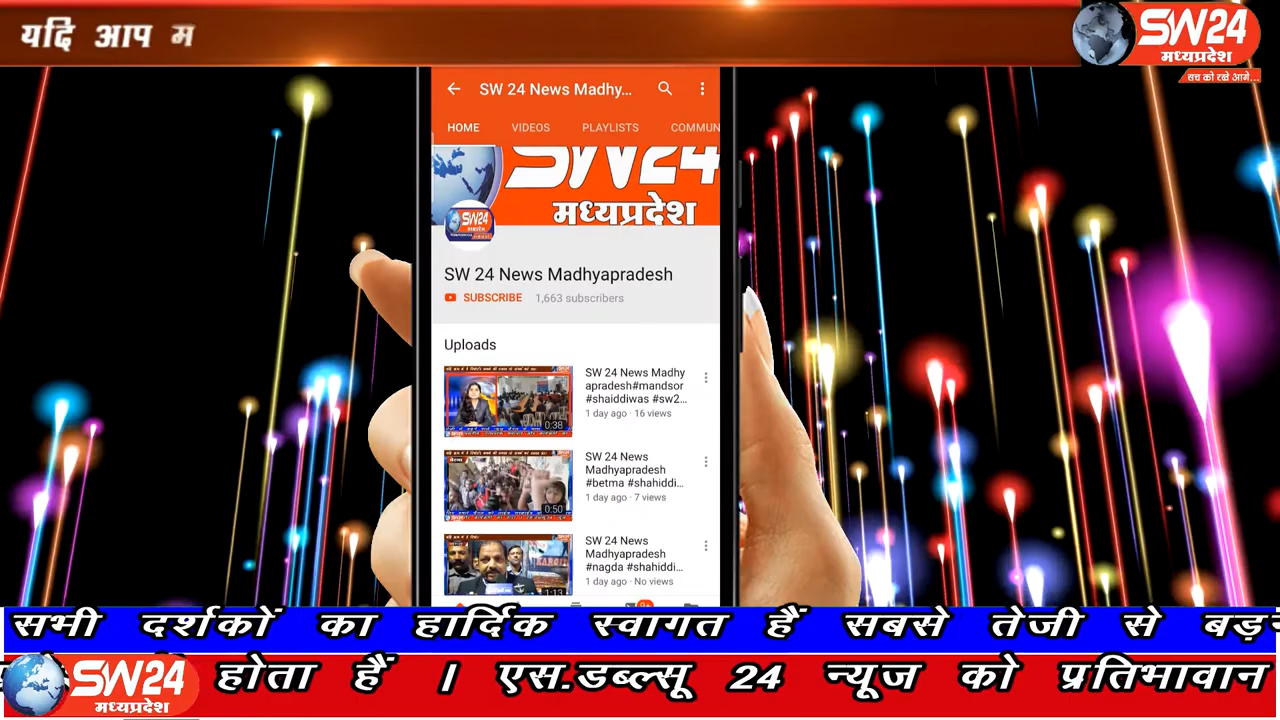 यदि आप म
SW24
मध्यप्रदेश
सच को रखे आगे...
SW 24 News Madhy...
HOME VIDEOS PLAYLISTS COMMUN
SW24
मध्यप्रदेश
SW24
SW 24 News Madhyapradesh
SUBSCRIBE 1,663 subscribers
Uploads
SW 24 News Madhy
apradesh#mandsor
#shaiddiwas #sw2...
1 day ago · 16 views
0:38
SW 24 News
Madhyapradesh
#betma #shahiddi...
1 day ago · 7 views
0:50
SW 24 News
Madhyapradesh
#nagda #shahiddi...
1 day ago · No views
1:13
सभी दर्शकों का हार्दिक स्वागत हैं सबसे तेजी से बड़
होता हैं । एस.डब्ल्सू 24 न्यूज को प्रतिभावान
SW24
मध्यप्रदेश